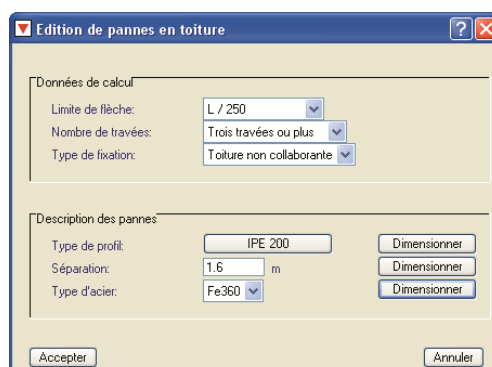 Edition de pannes en toiture
Données de calcul
Limite de flèche: L / 250
Nombre de travées: Trois travées ou plus
Type de fixation: Toiture non collaborante
Description des pannes
Type de profil: IPE 200 Dimensionner
Séparation: 1.6 m Dimensionner
Type d'acier: Fe360 Dimensionner
Accepter Annuler